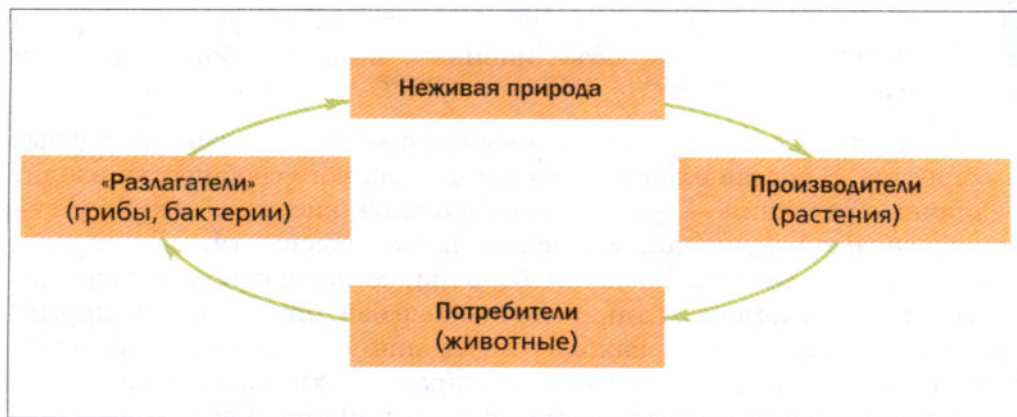 Неживая природа
«Разлагатели»
(грибы, бактерии)
Производители
(растения)
Потребители
(животные)